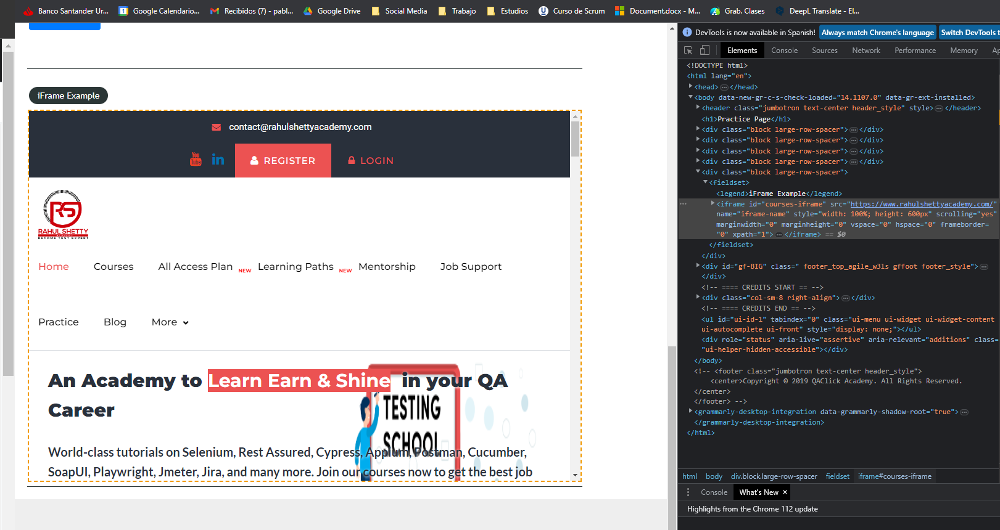 Banco Santander Ur...
Google Calendario...
Recibidos (7) - pabl...
Google Drive
Social Media
Trabajo
Estudios
Curso de Scrum
Document.docx - M...
Grab. Clases
DeepL Translate - El...
iFrame Example
contact@rahulshettyacademy.com
You
Tube
in
REGISTER
LOGIN
RS
RAHUL SHETTY
ACADEMY
BECOME TEST EXPERT
Home
Courses
All Access Plan
NEW
Learning Paths
NEW
Mentorship
Job Support
Practice
Blog
More
An Academy to Learn Earn & Shine in your QA
Career
TESTING
SCHOOL
World-class tutorials on Selenium, Rest Assured, Cypress, Appium, Postman, Cucumber,
SoapUI, Playwright, Jmeter, Jira, and many more. Join our courses now to get the best job
DevTools is now available in Spanish!
Always match Chrome's language
Switch DevTools t
Elements
Console
Sources
Network
Performance
Memory
Ap
<!DOCTYPE html>
<html lang="en">
<head>…</head>
<body data-new-gr-c-s-check-loaded="14.1107.0" data-gr-ext-installed>
<header class="jumbotron text-center header_style" style>…</header>
<h1>Practice Page</h1>
<div class="block large-row-spacer">…</div>
<div class="block large-row-spacer">…</div>
<div class="block large-row-spacer">…</div>
<div class="block large-row-spacer">…</div>
<div class="block large-row-spacer">
<fieldset>
<legend>iFrame Example</legend>
<iframe id="courses-iframe" src="https://www.rahulshettyacademy.com/"
name="iframe-name" style="width: 100%; height: 600px" scrolling="yes"
marginwidth="0" marginheight="0" vspace="0" hspace="0" frameborder=
"0" xpath="1">…</iframe> == $0
</fieldset>
</div>
<div id="gf-BIG" class=" footer_top_agile_w3ls gffoot footer_style">…
</div>
<!-- ==== CREDITS START == -->
<div class="col-sm-8 right-align">…</div>
<!-- ==== CREDITS END == -->
<ul id="ui-id-1" tabindex="0" class="ui-menu ui-widget ui-widget-content
ui-autocomplete ui-front" style="display: none;"></ul>
<div role="status" aria-live="assertive" aria-relevant="additions" class=
"ui-helper-hidden-accessible"></div>
</body>
<!-- <footer class="jumbotron text-center header_style">
<center>Copyright © 2019 QAClick Academy. All Rights Reserved.
</center>
</footer> -->
<grammarly-desktop-integration data-grammarly-shadow-root="true">…
</grammarly-desktop-integration>
</html>
html
body
div.block.large-row-spacer
fieldset
iframe#courses-iframe
Console
What's New
Highlights from the Chrome 112 update